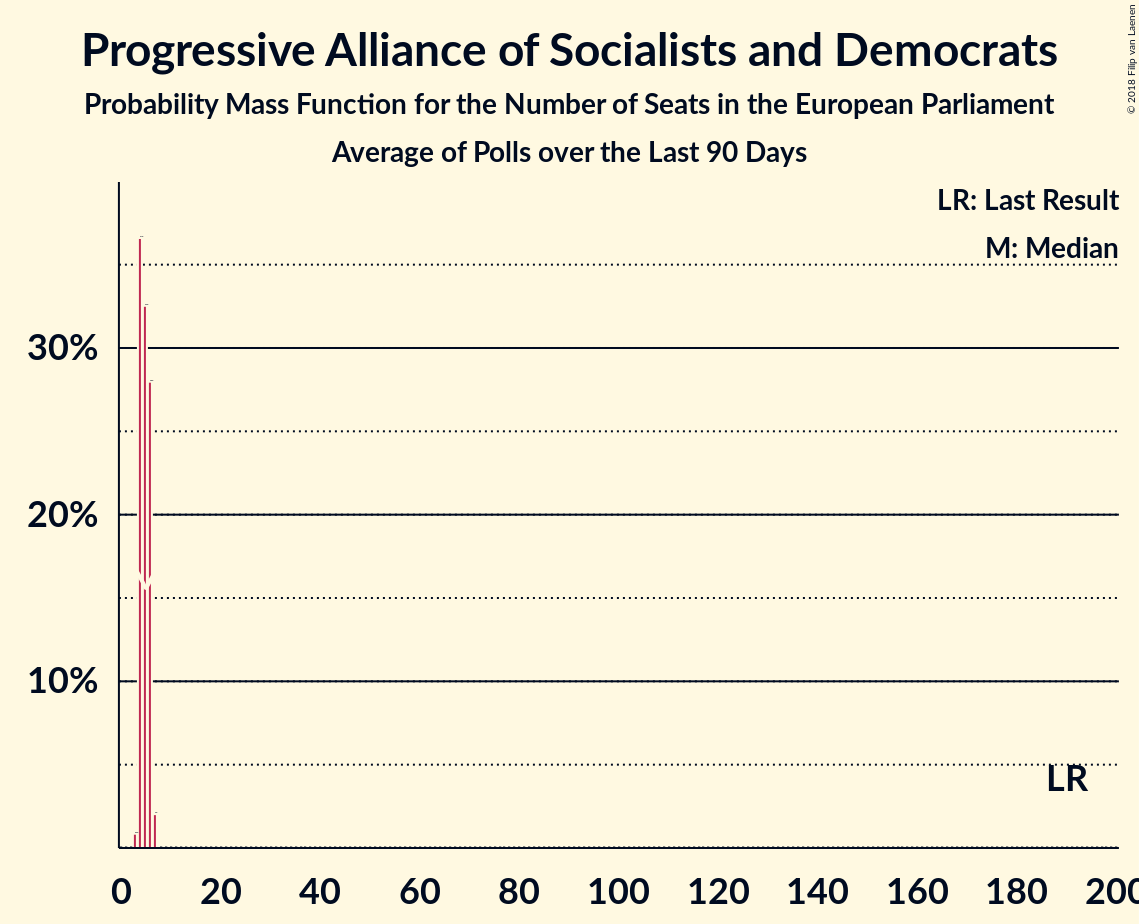 Progressive Alliance of Socialists and Democrats
Probability Mass Function for the Number of Seats in the European Parliament
Average of Polls over the Last 90 Days
© 2018 Filip van Laenen
LR: Last Result
M: Median
30%
20%
10%
LR
0 20 40 60 80 100 120 140 160 180 200